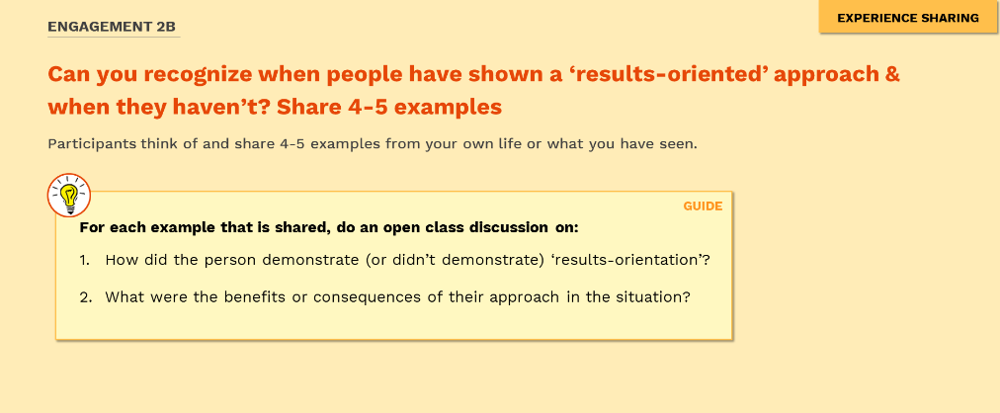 ENGAGEMENT 2B
EXPERIENCE SHARING
Can you recognize when people have shown a ‘results-oriented’ approach &
when they haven’t? Share 4-5 examples
Participants think of and share 4-5 examples from your own life or what you have seen.
GUIDE
For each example that is shared, do an open class discussion on:
1. How did the person demonstrate (or didn’t demonstrate) ‘results-orientation’?
2. What were the benefits or consequences of their approach in the situation?